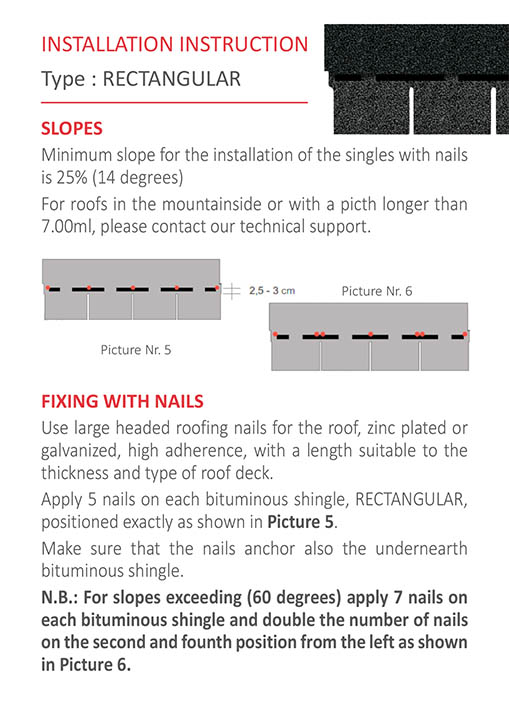 INSTALLATION INSTRUCTION
Type : RECTANGULAR
SLOPES
Minimum slope for the installation of the singles with nails
is 25% (14 degrees)
For roofs in the mountainside or with a picth longer than
7.00ml, please contact our technical support.
2,5 - 3 cm
Picture Nr. 6
Picture Nr. 5
FIXING WITH NAILS
Use large headed roofing nails for the roof, zinc plated or
galvanized, high adherence, with a length suitable to the
thickness and type of roof deck.
Apply 5 nails on each bituminous shingle, RECTANGULAR,
positioned exactly as shown in Picture 5.
Make sure that the nails anchor also the undernearth
bituminous shingle.
N.B.: For slopes exceeding (60 degrees) apply 7 nails on
each bituminous shingle and double the number of nails
on the second and fourth position from the left as shown
in Picture 6.